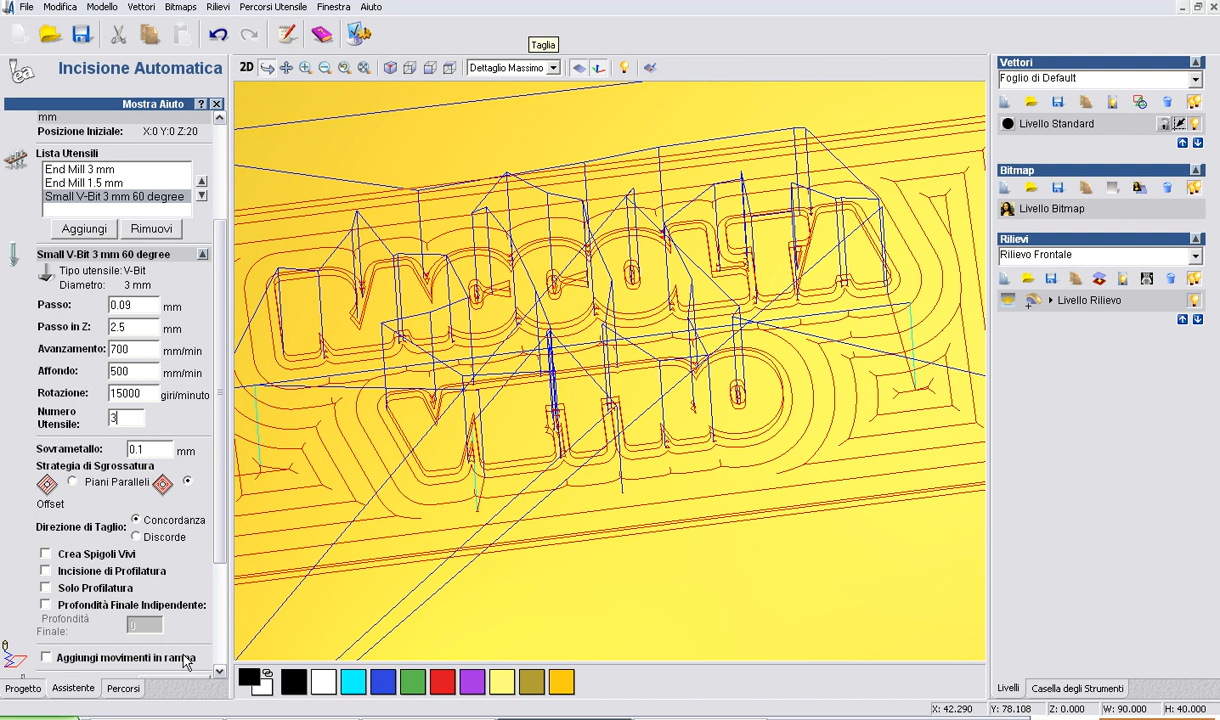 File Modifica Modello Vettori Bitmaps Rilievi Percorsi Utensile Finestra Aiuto
Taglia
Incisione Automatica
Mostra Aiuto ?
mm
Posizione Iniziale: X:0 Y:0 Z:20
Lista Utensili
End Mill 3 mm
End Mill 1.5 mm
Small V-Bit 3 mm 60 degree
Aggiungi Rimuovi
Small V-Bit 3 mm 60 degree
Tipo utensile: V-Bit
Diametro: 3 mm
Passo: 0.09 mm
Passo in Z: 2.5 mm
Avanzamento: 700 mm/min
Affondo: 500 mm/min
Rotazione: 15000 giri/minuto
Numero
Utensile: 3
Sovrametallo: 0.1 mm
Strategia di Sgrossatura
Piani Paralleli
Offset
Direzione di Taglio: Concordanza
Discorde
Crea Spigoli Vivi
Incisione di Profilatura
Solo Profilatura
Profondità Finale Indipendente:
Profondità
Finale: 0
Aggiungi movimenti in rampa
Progetto Assistente Percorsi
2D Dettaglio Massimo
Vettori
Foglio di Default
Livello Standard
Bitmap
Livello Bitmap
Rilievi
Rilievo Frontale
Livello Rilievo
Livelli Casella degli Strumenti
X: 42.290 Y: 78.108 Z: 0.000 W: 90.000 H: 40.000